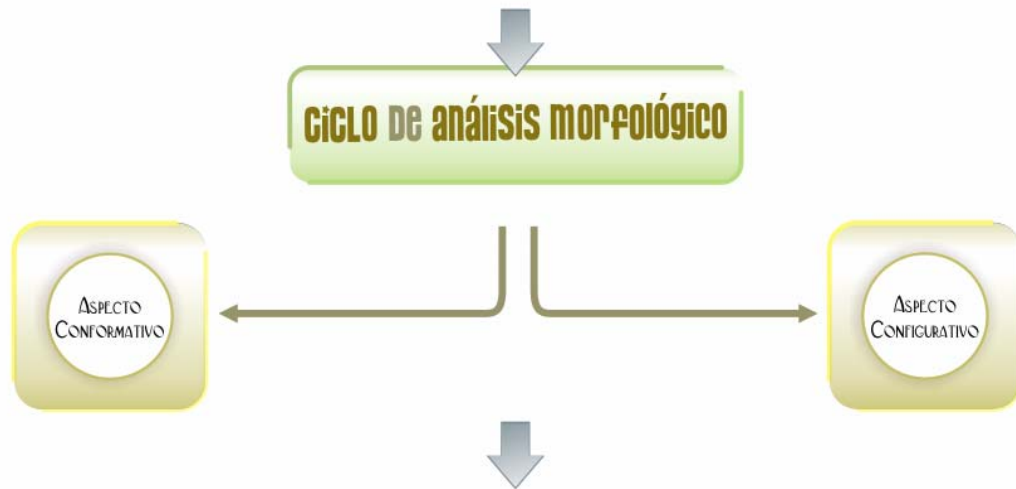 Ciclo de análisis morfológico
Aspecto
Conformativo
Aspecto
Configurativo